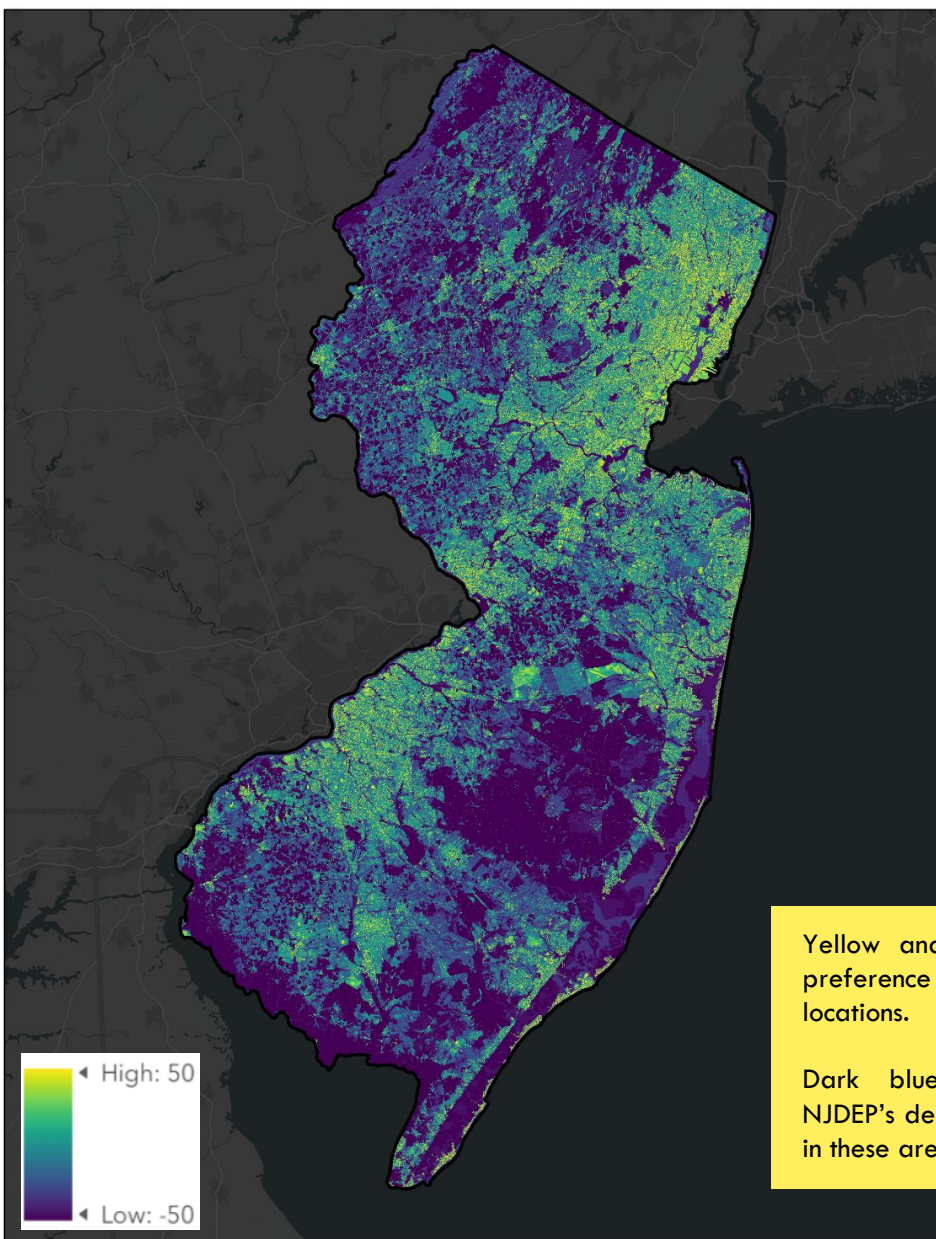 Yellow and
preference
locations.
Dark blue
NJDEP's de
in these are
High: 50
Low: -50